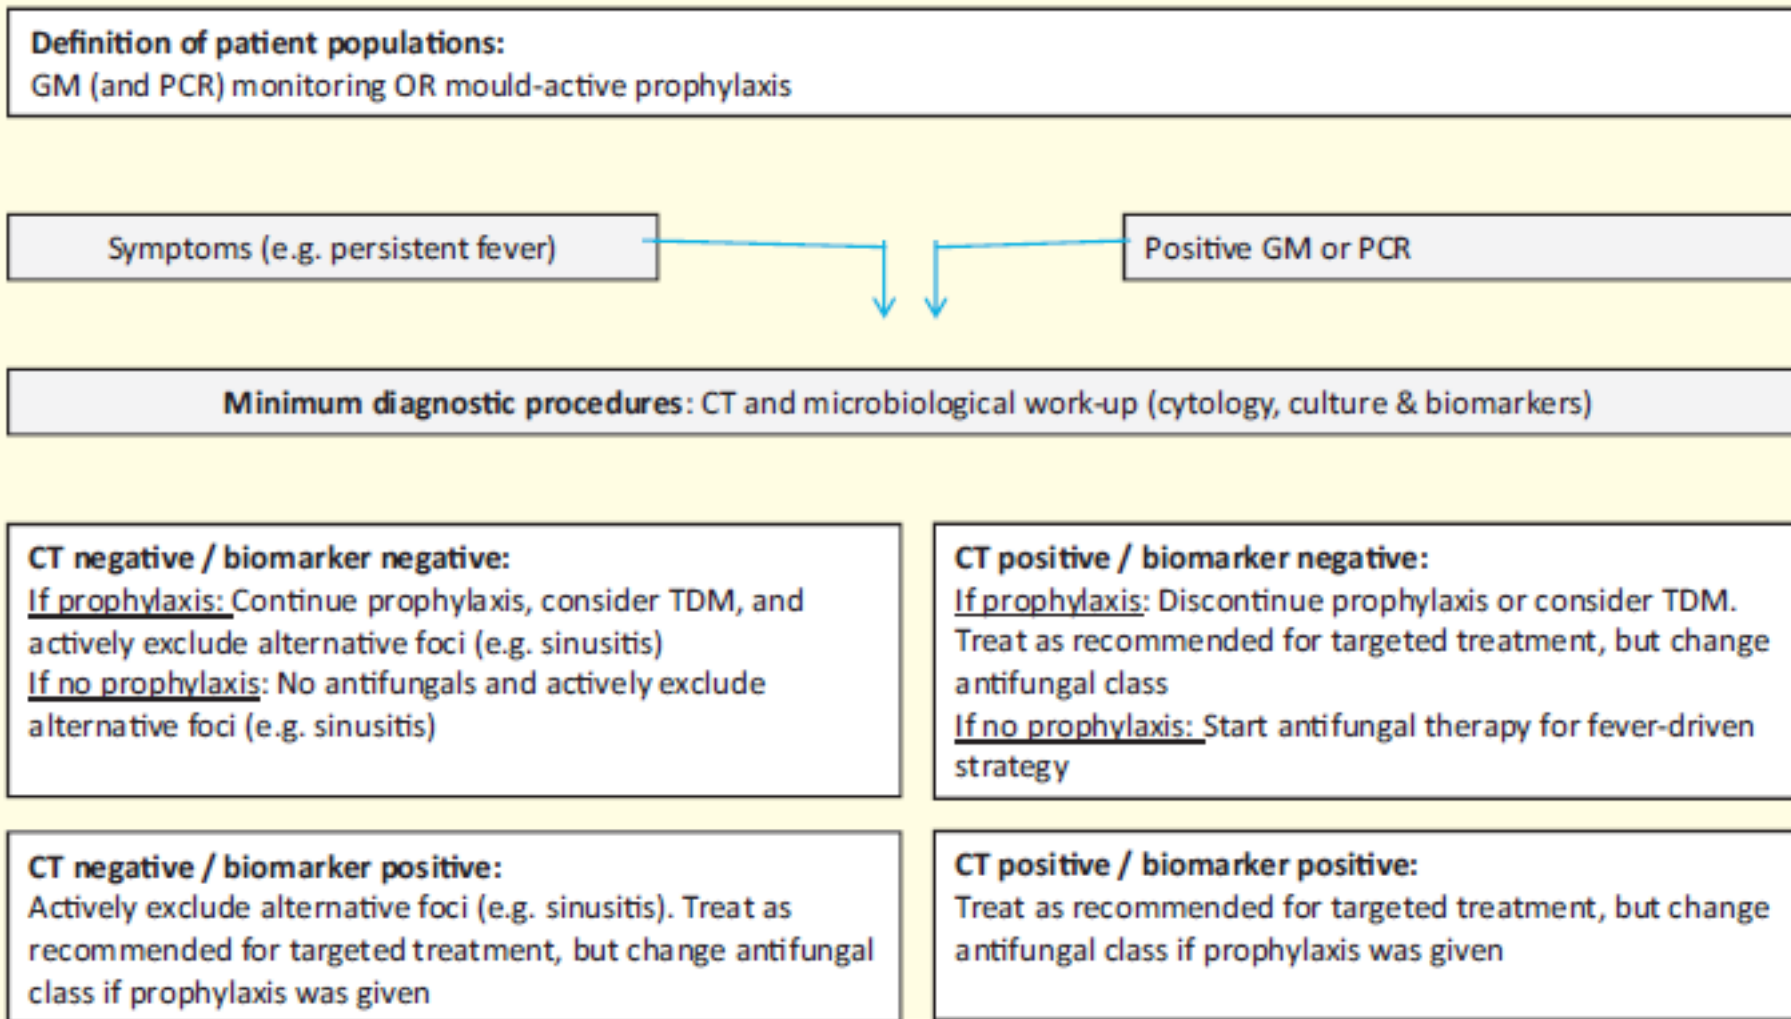 Definition of patient populations:
GM (and PCR) monitoring OR mould-active prophylaxis
Symptoms (e.g. persistent fever)
Positive GM or PCR
Minimum diagnostic procedures: CT and microbiological work-up (cytology, culture & biomarkers)
CT negative / biomarker negative:
If prophylaxis: Continue prophylaxis, consider TDM, and
actively exclude alternative foci (e.g. sinusitis)
If no prophylaxis: No antifungals and actively exclude
alternative foci (e.g. sinusitis)
CT positive / biomarker negative:
If prophylaxis: Discontinue prophylaxis or consider TDM.
Treat as recommended for targeted treatment, but change
antifungal class
If no prophylaxis: Start antifungal therapy for fever-driven
strategy
CT negative / biomarker positive:
Actively exclude alternative foci (e.g. sinusitis). Treat as
recommended for targeted treatment, but change antifungal
class if prophylaxis was given
CT positive / biomarker positive:
Treat as recommended for targeted treatment, but change
antifungal class if prophylaxis was given